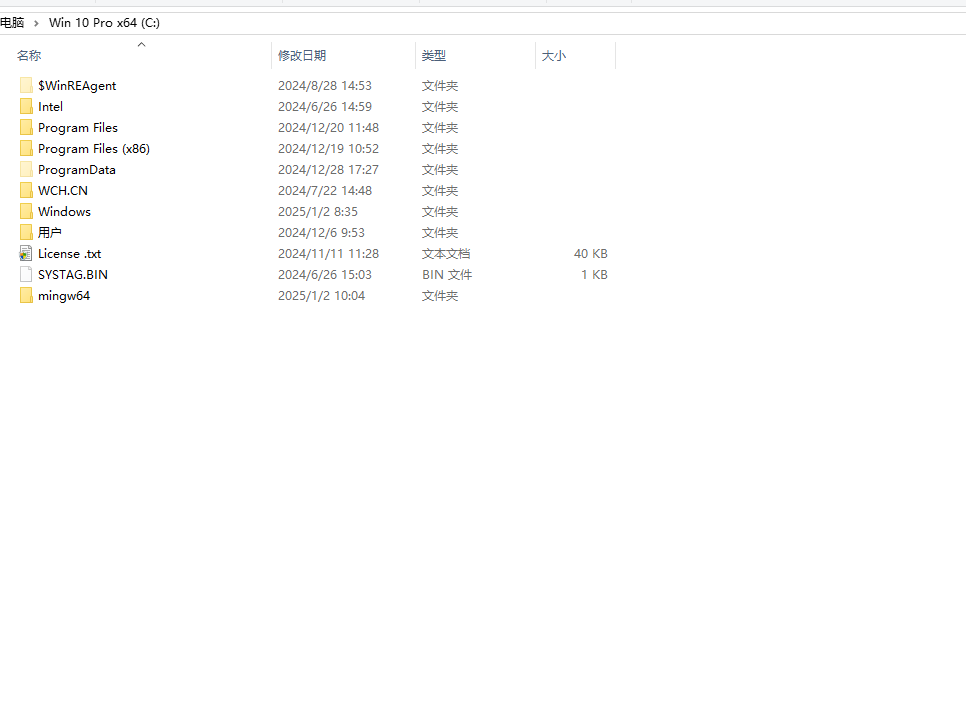 电脑 › Win 10 Pro x64 (C:)
名称 修改日期 类型 大小
$WinREAgent 2024/8/28 14:53 文件夹
Intel 2024/6/26 14:59 文件夹
Program Files 2024/12/20 11:48 文件夹
Program Files (x86) 2024/12/19 10:52 文件夹
ProgramData 2024/12/28 17:27 文件夹
WCH.CN 2024/7/22 14:48 文件夹
Windows 2025/1/2 8:35 文件夹
用户 2024/12/6 9:53 文件夹
License .txt 2024/11/11 11:28 文本文档 40 KB
SYSTAG.BIN 2024/6/26 15:03 BIN 文件 1 KB
mingw64 2025/1/2 10:04 文件夹